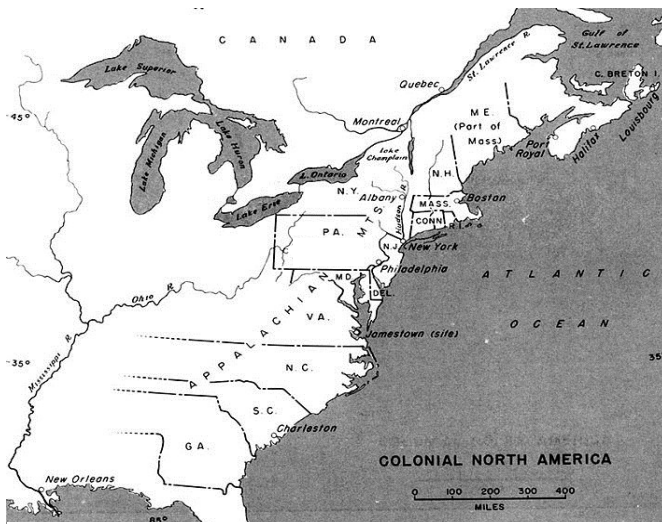 CANADA
Gulf of
St. Lawrence
Lake Superior
St. Lawrence R.
C. BRETON I.
Quebec
Louisbourg
45°
Montreal
M E.
(Part of
Mass)
Lake Huron
Lake Michigan
Lake
Champlain
Port
Royal
Halifax
L. Ontario
N.H.
N.Y.
Albany
Hudson R.
MASS.
Boston
Lake Erie
CONN
R.I.
PA.
N.J.
New York
Philadelphia
ATLANTIC
OCEAN
MD.
DEL.
Ohio R.
APPALACHIAN MTS
VA.
Jamestown (site)
35°
35
Mississippi R.
N.C.
S.C.
GA.
Charleston
COLONIAL NORTH AMERICA
New Orleans
0 100 200 300 400
MILES
85°